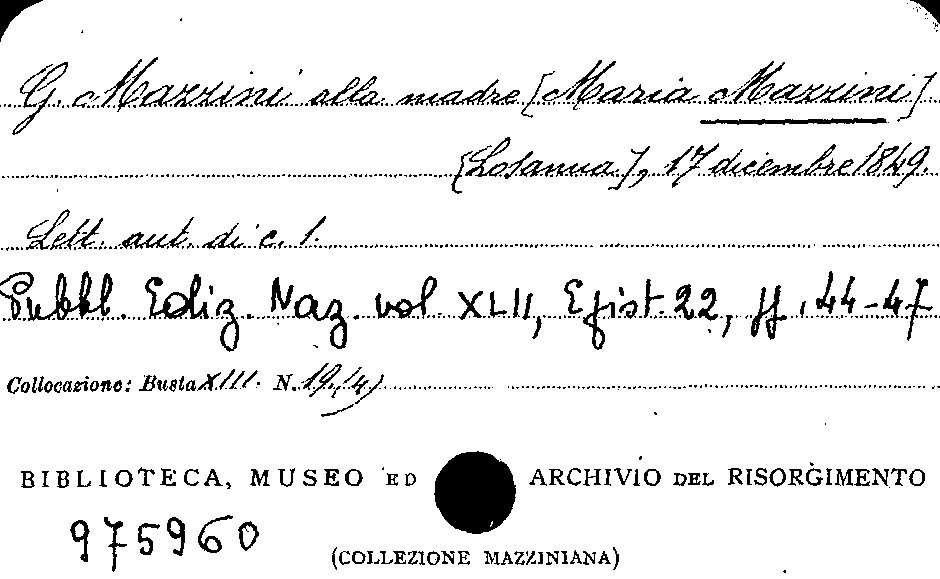 G. Mazzini alla madre [Maria Mazzini]
[Losanna], 17 dicembre 1849.
Lett. aut. di c. 1.
Pubbl. Ediz. Naz. vol. XLII, Epist. 22, pp. 44-47
Collocazione: Busta XIII. N. 19.(4)
BIBLIOTECA, MUSEO ED ARCHIVIO DEL RISORGIMENTO
975960
(COLLEZIONE MAZZINIANA)